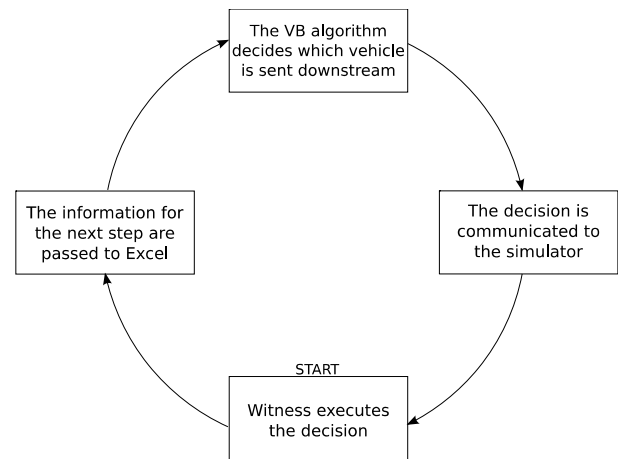 The VB algorithm
decides which vehicle
is sent downstream
The information for
the next step are
passed to Excel
The decision is
communicated to
the simulator
START
Witness executes
the decision